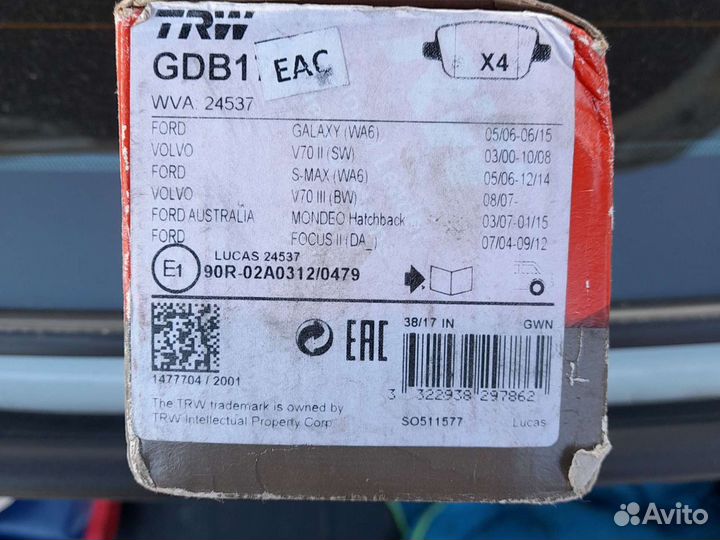 TRW
GDB17
EAC
X4
WVA 24537
FORD GALAXY (WA6) 05/06-06/15
VOLVO V70 II (SW) 03/00-10/08
FORD S-MAX (WA6) 05/06-12/14
VOLVO V70 III (BW) 08/07-
FORD AUSTRALIA MONDEO Hatchback 03/07-01/15
FORD FOCUS II (DA_) 07/04-09/12
LUCAS 24537
E1 90R-02A0312/0479
38/17 IN GWN
EAC
1477704 / 2001
3 322938 297862
The TRW trademark is owned by
TRW Intellectual Property Corp.
SO511577 Lucas
Avito